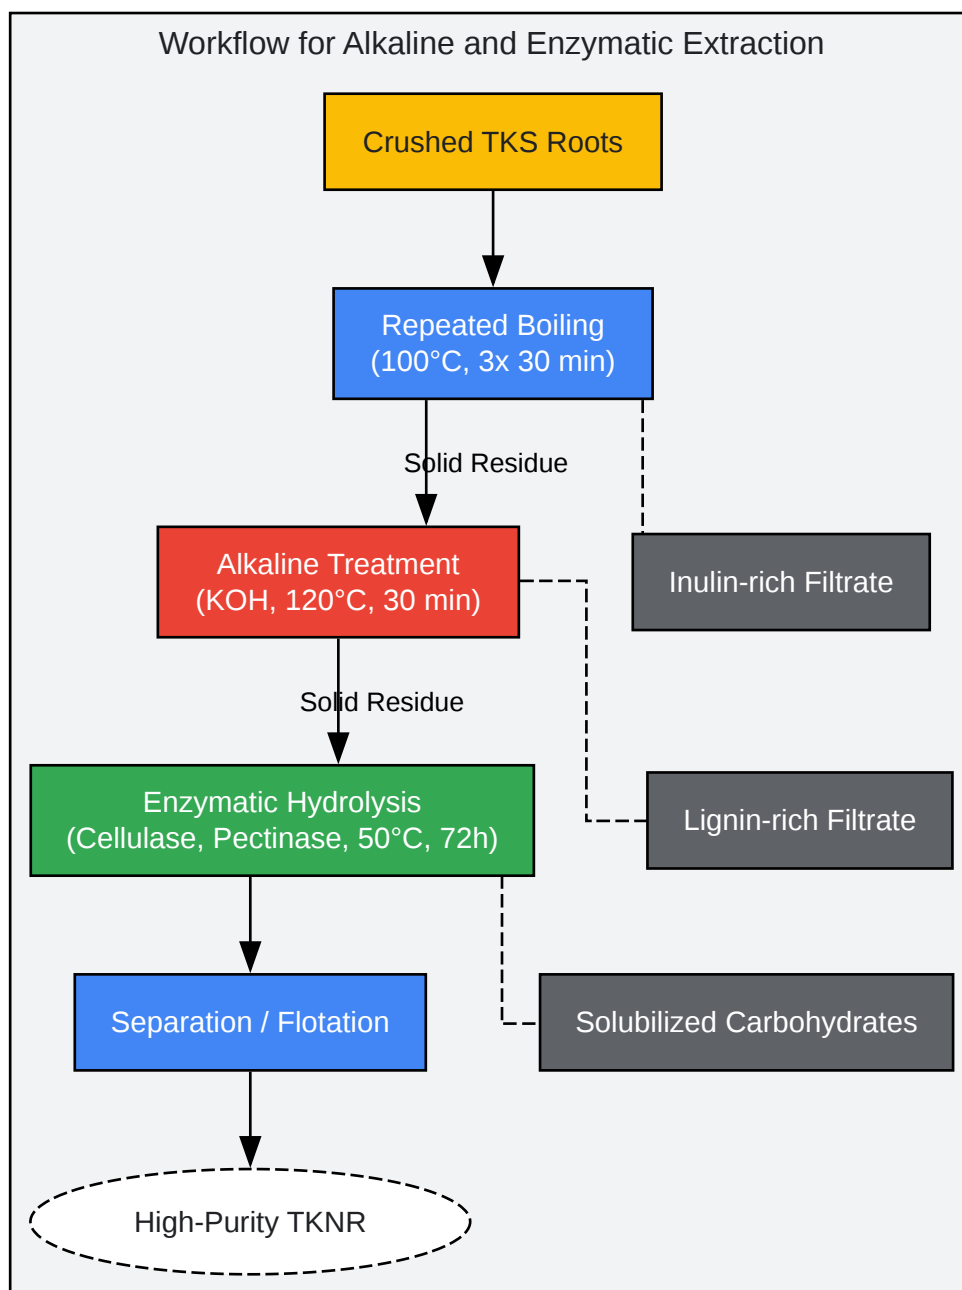 Workflow for Alkaline and Enzymatic Extraction
Crushed TKS Roots
Repeated Boiling
(100°C, 3x 30 min)
Solid Residue
Alkaline Treatment
(KOH, 120°C, 30 min)
Inulin-rich Filtrate
Solid Residue
Enzymatic Hydrolysis
(Cellulase, Pectinase, 50°C, 72h)
Lignin-rich Filtrate
Separation / Flotation
Solubilized Carbohydrates
High-Purity TKNR